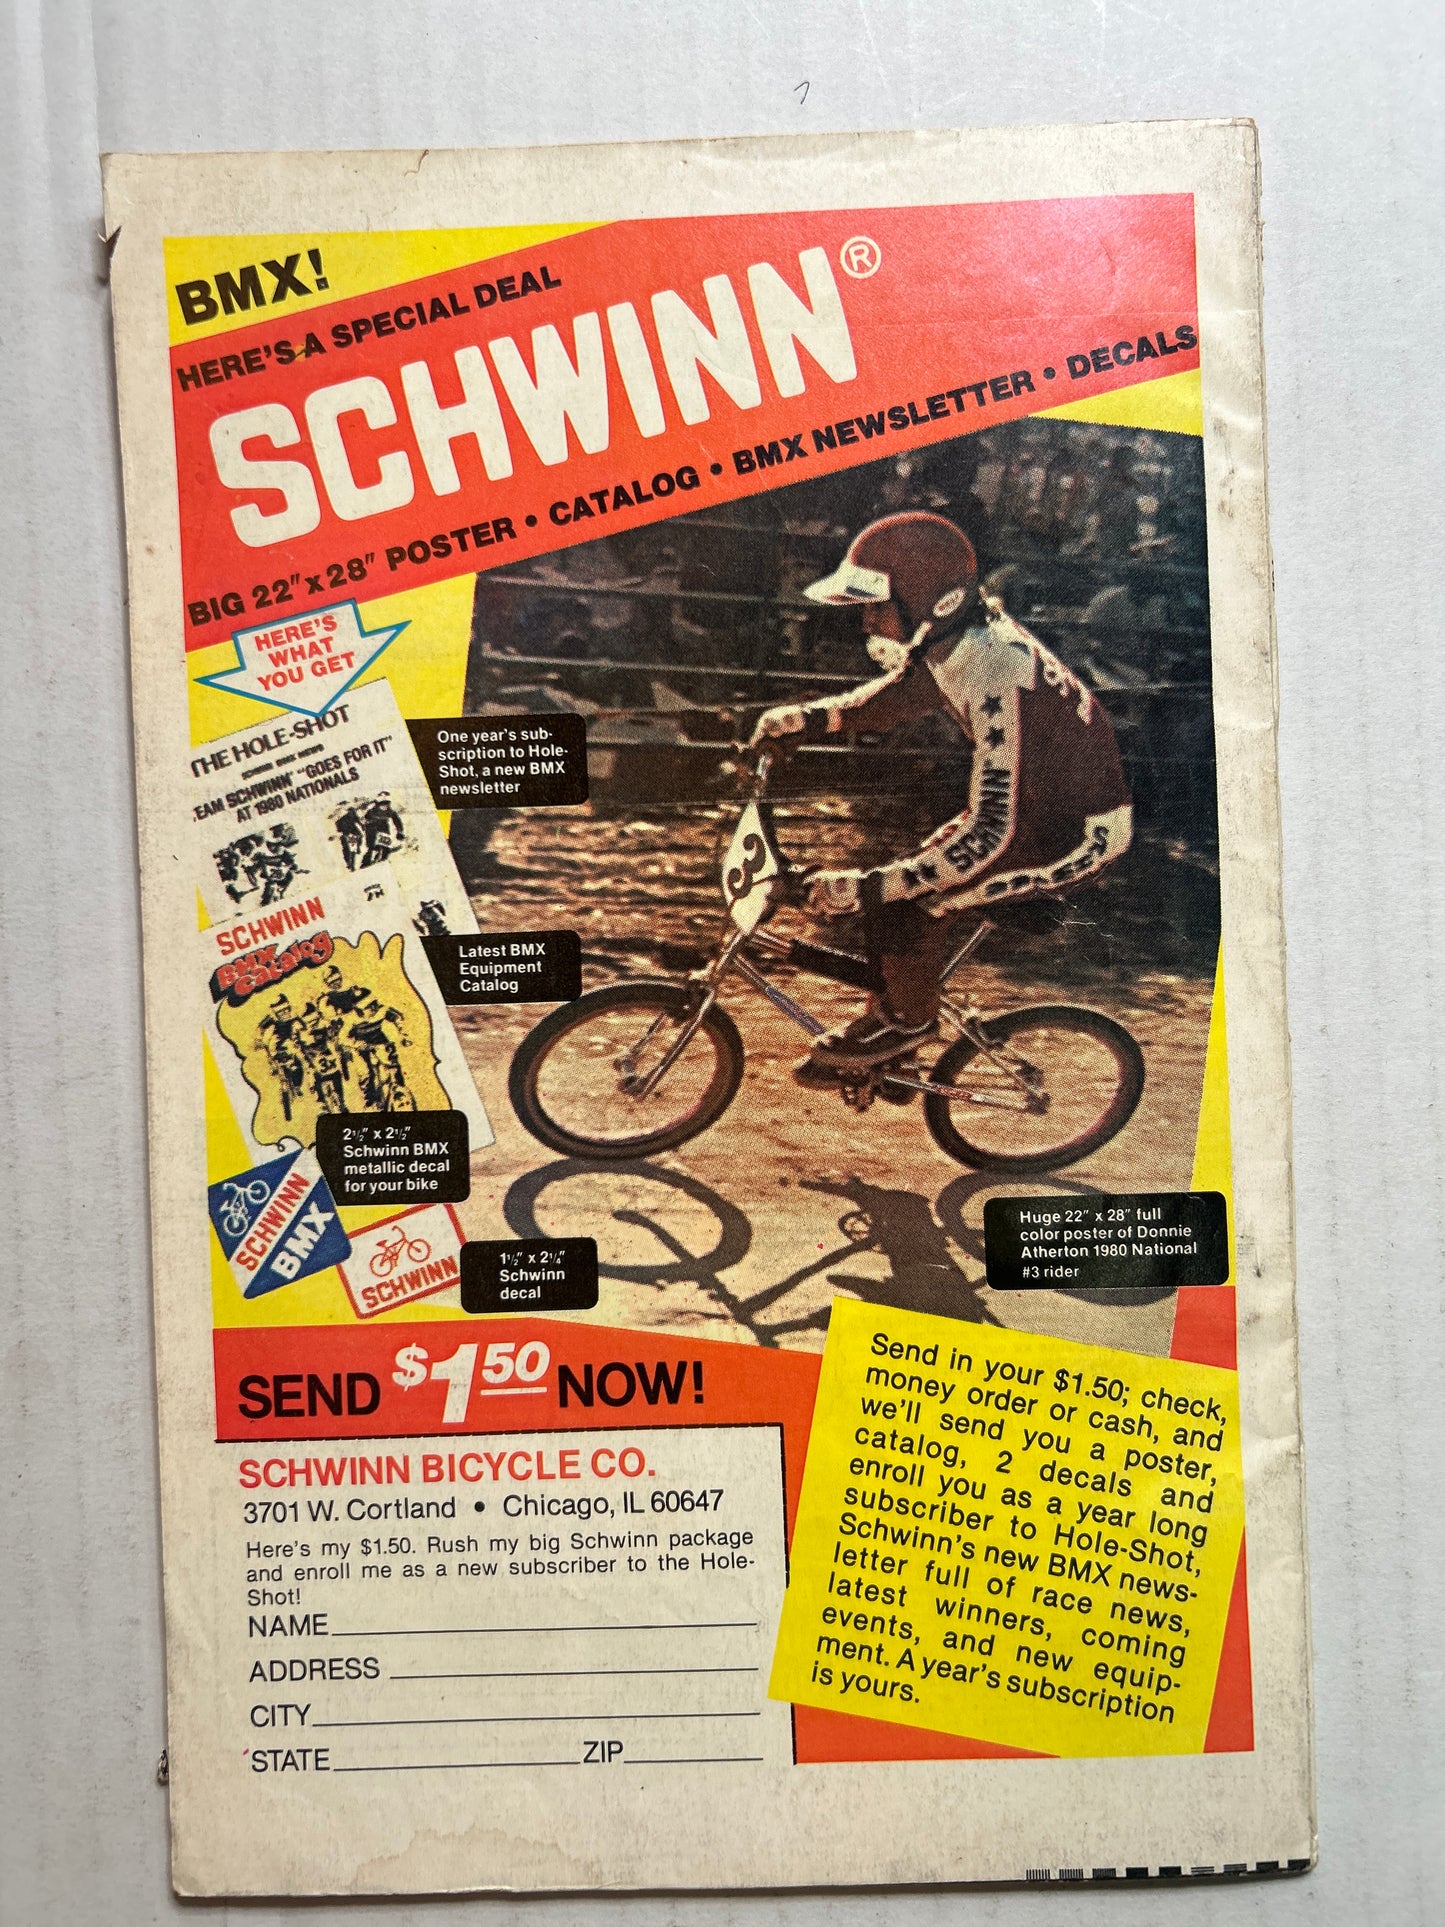 BMX!
HERE'S A SPECIAL DEAL
SCHWINN®
BIG 22" x 28" POSTER • CATALOG • BMX NEWSLETTER • DECALS
HERE'S
WHAT
YOU GET
THE HOLE-SHOT
SCHWINN BMX NEWS
TEAM SCHWINN "GOES FOR IT"
AT 1980 NATIONALS
One year's sub-
scription to Hole-
Shot, a new BMX
newsletter
SCHWINN
BMX
Catalog
Latest BMX
Equipment
Catalog
2½" x 2½"
Schwinn BMX
metallic decal
for your bike
SCHWINN
BMX
SCHWINN
1½" x 2¼"
Schwinn
decal
3
SCHWINN
Huge 22" x 28" full
color poster of Donnie
Atherton 1980 National
#3 rider
SEND $1.50 NOW!
SCHWINN BICYCLE CO.
3701 W. Cortland • Chicago, IL 60647
Here's my $1.50. Rush my big Schwinn package
and enroll me as a new subscriber to the Hole-
Shot!
NAME
ADDRESS
CITY
STATE ZIP
Send in your $1.50; check,
money order or cash, and
we'll send you a poster,
catalog, 2 decals and
enroll you as a year long
subscriber to Hole-Shot,
Schwinn's new BMX news-
letter full of race news,
latest winners, coming
events, and new equip-
ment. A year's subscription
is yours.